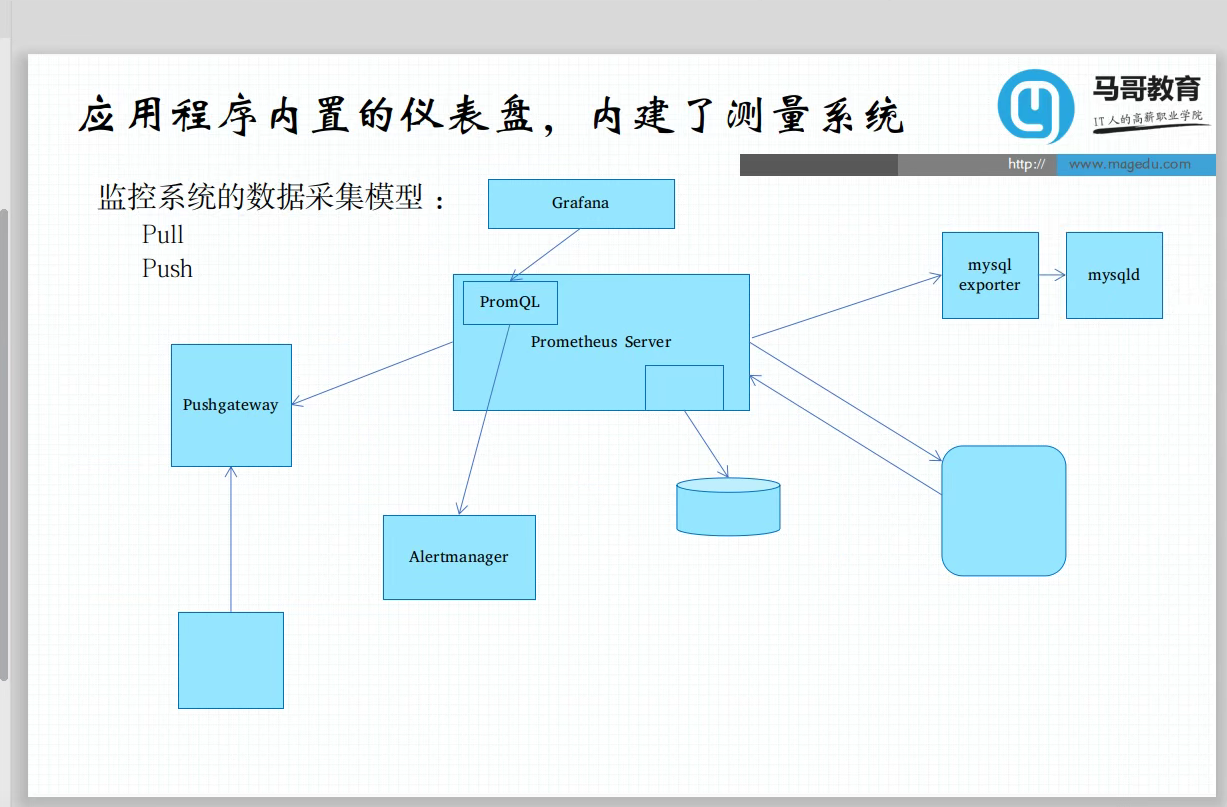 应用程序内置的仪表盘，内建了测量系统
马哥教育
IT人的高薪职业学院
http://
www.magedu.com
监控系统的数据采集模型：
Pull
Push
Grafana
PromQL
Prometheus Server
mysql
exporter
mysqld
Pushgateway
Alertmanager